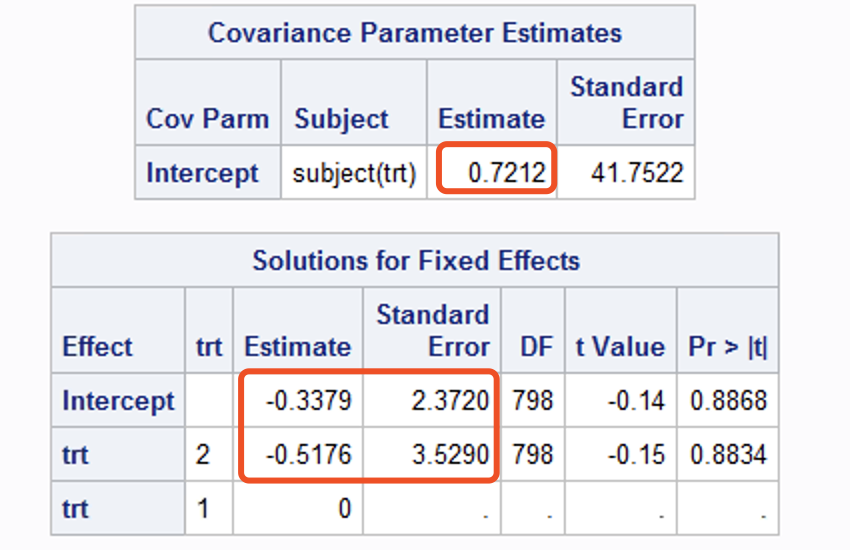 Covariance Parameter Estimates
Cov Parm Subject Estimate Standard Error
Intercept subject(trt) 0.7212 41.7522
Solutions for Fixed Effects
Effect trt Estimate Standard Error DF t Value Pr > |t|
Intercept -0.3379 2.3720 798 -0.14 0.8868
trt 2 -0.5176 3.5290 798 -0.15 0.8834
trt 1 0 . . . .